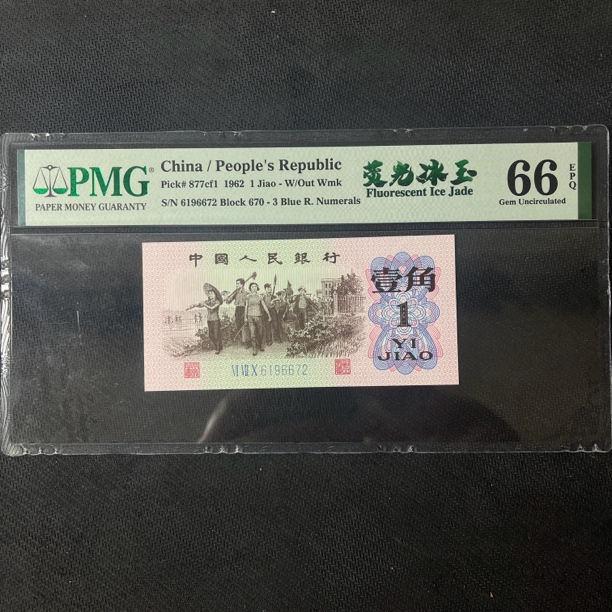 PMG
PAPER MONEY GUARANTY
China / People's Republic
Pick# 877cf1 1962 1 Jiao - W/Out Wmk
S/N 6196672 Block 670 - 3 Blue R. Numerals
荧光冰玉
Fluorescent Ice Jade
66 EPQ
Gem Uncirculated
中國人民銀行
壹角
1
YI
JIAO
VI VII X 6196672